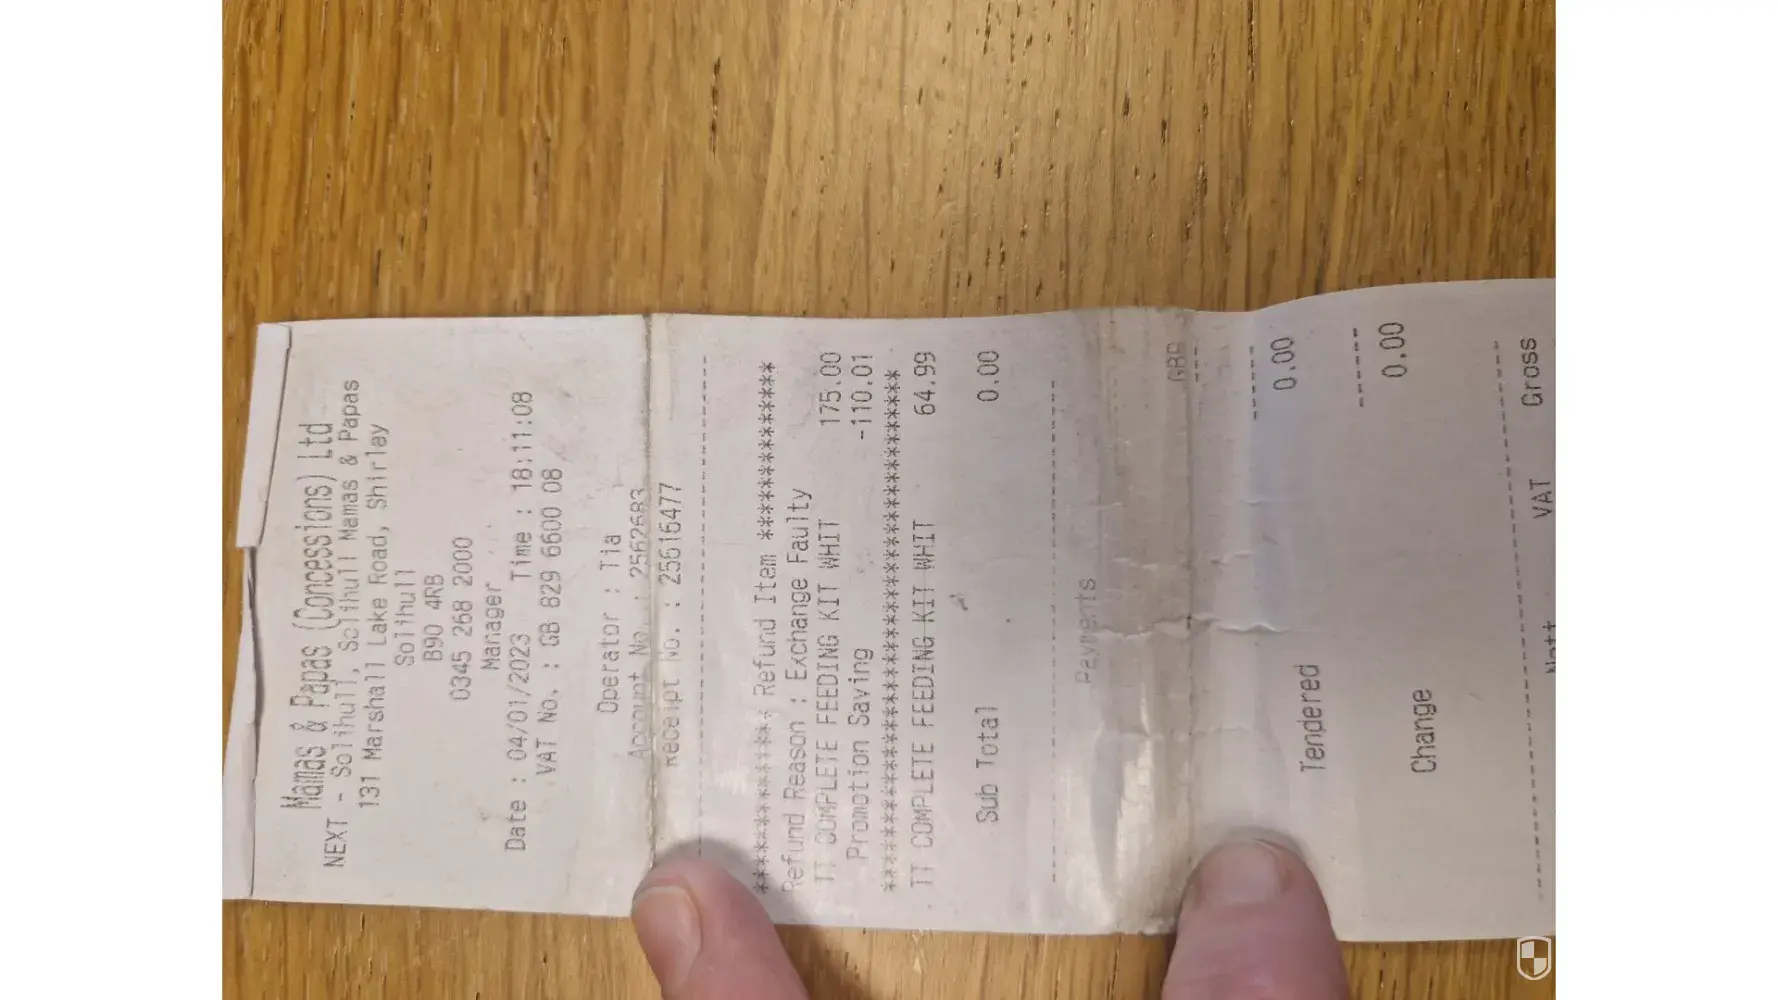 Mamas & Papas (Concessions) Ltd
NEXT - Solihull, Solihull Mamas & Papas
131 Marshall Lake Road, Shirley
Solihull
B90 4RB
0345 268 2000
Manager
Date : 04/01/2023 Time : 18:11:08
VAT No. : GB 829 6600 08
Operator : Tia
Account No. : 2562683
Receipt No. : 25616477
------------------------------
************ Refund Item ****************
Refund Reason : Exchange Faulty
TT COMPLETE FEEDING KIT WHIT 175.00
Promotion Saving -110.01
*****************************************
TT COMPLETE FEEDING KIT WHIT 64.99
Sub Total 0.00
------------------------------
Payments
GBP
------
Tendered 0.00
------
Change 0.00
------------------------------
Nett VAT Gross